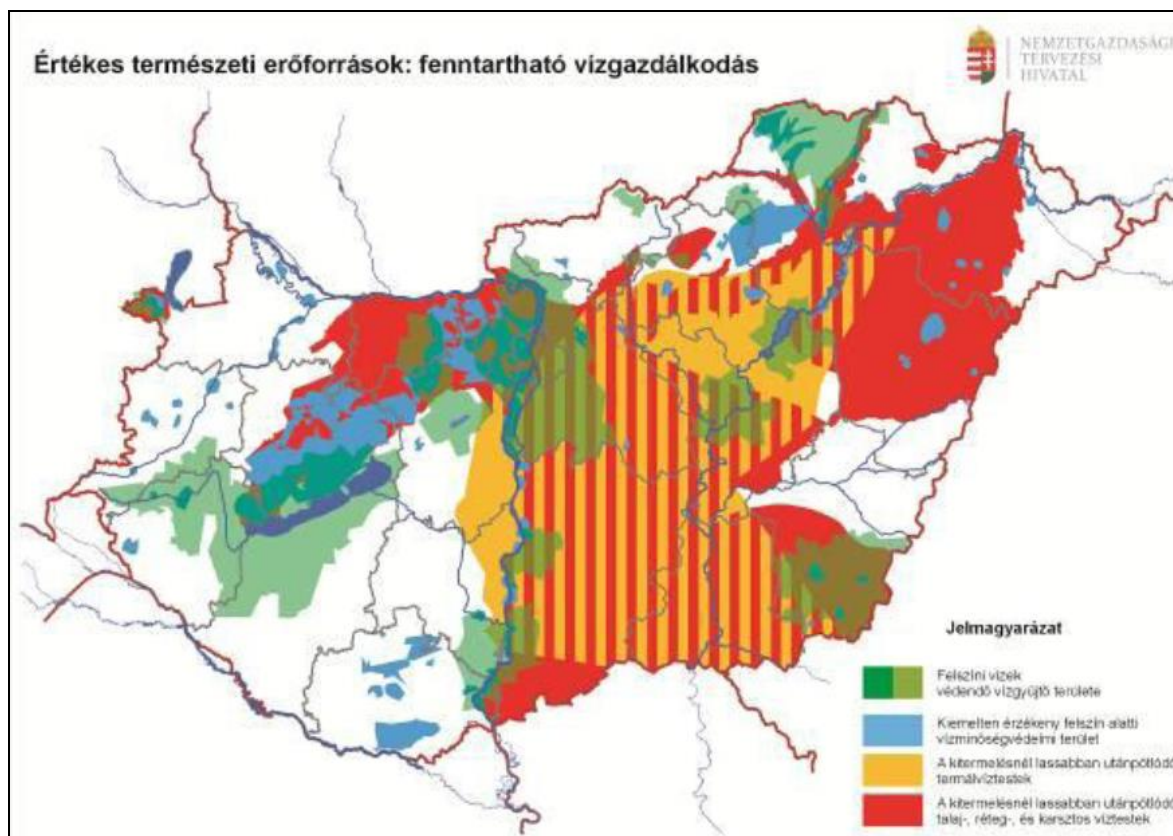 Értékes természeti erőforrások: fenntartható vízgazdálkodás
NEMZETGAZDASÁGI
TERVEZÉSI
HIVATAL
Jelmagyarázat
Felszíni vizek
védendő vízgyűjtő területe
Kiemelten érzékeny felszín alatti
vízminőségvédelmi terület
A kitermelésnél lassabban utánpótlódó
termálvíztestek
A kitermelésnél lassabban utánpótlódó
talaj-, réteg-, és karsztos víztestek